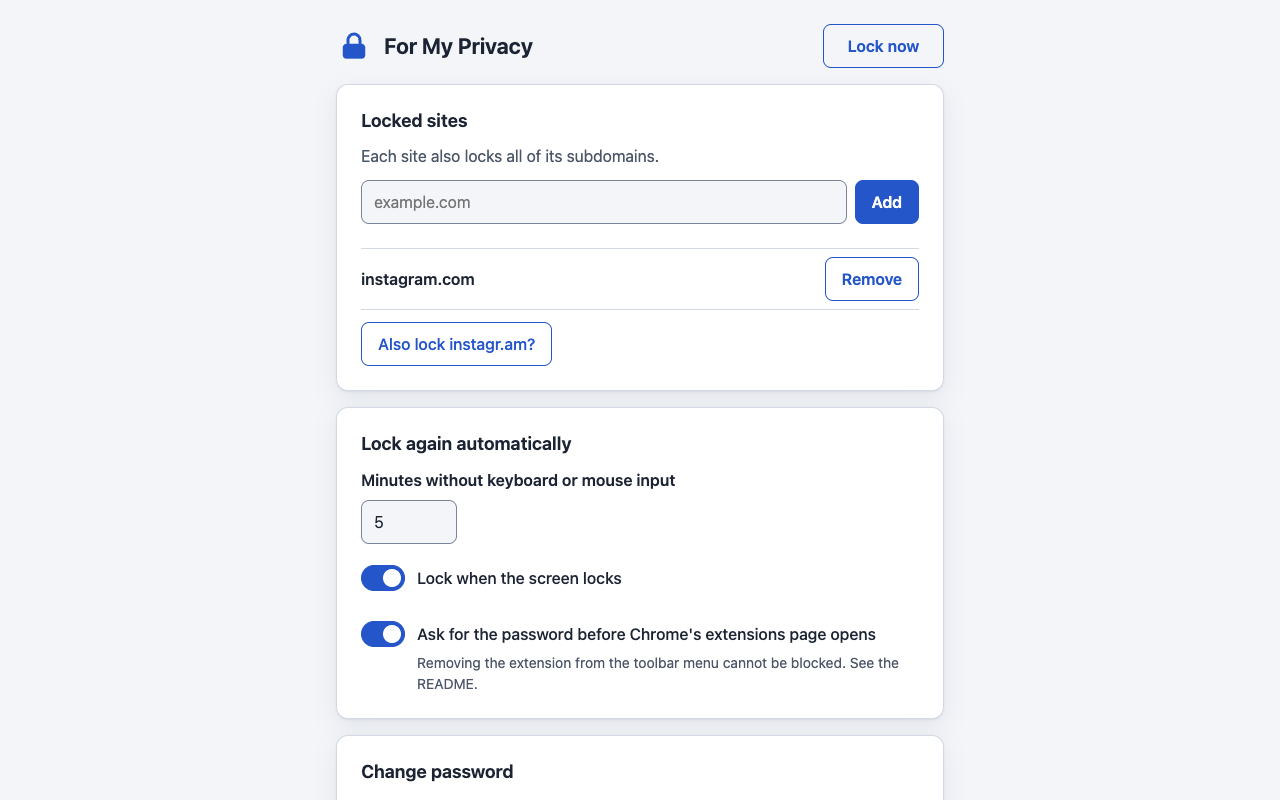 For My Privacy
Lock now
Locked sites
Each site also locks all of its subdomains.
example.com
Add
instagram.com
Remove
Also lock instagr.am?
Lock again automatically
Minutes without keyboard or mouse input
5
Lock when the screen locks
Ask for the password before Chrome's extensions page opens
Removing the extension from the toolbar menu cannot be blocked. See the
README.
Change password